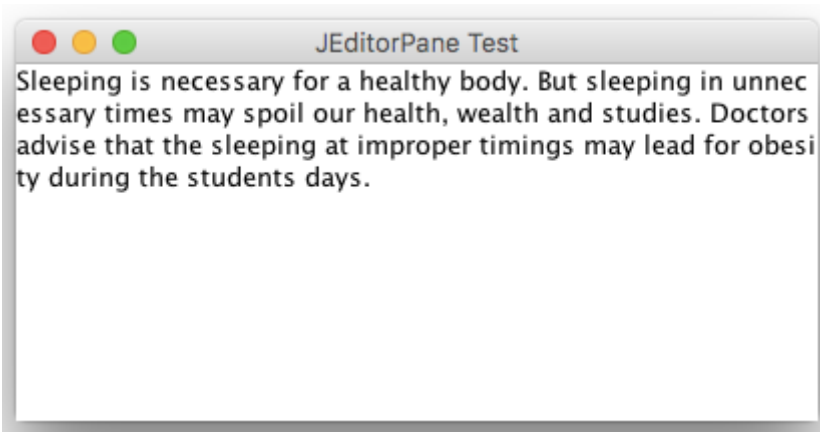 JEditorPane Test
Sleeping is necessary for a healthy body. But sleeping in unnec
essary times may spoil our health, wealth and studies. Doctors
advise that the sleeping at improper timings may lead for obesi
ty during the students days.